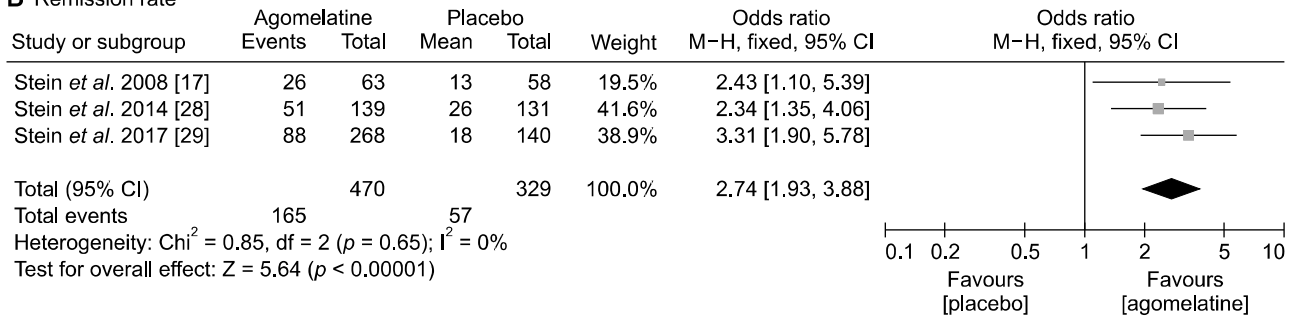 B Remission rate
Agomelatine Placebo Odds ratio Odds ratio
Study or subgroup Events Total Mean Total Weight M−H, fixed, 95% CI M−H, fixed, 95% CI
Stein et al. 2008 [17] 26 63 13 58 19.5% 2.43 [1.10, 5.39]
Stein et al. 2014 [28] 51 139 26 131 41.6% 2.34 [1.35, 4.06]
Stein et al. 2017 [29] 88 268 18 140 38.9% 3.31 [1.90, 5.78]
Total (95% CI) 470 329 100.0% 2.74 [1.93, 3.88]
Total events 165 57
Heterogeneity: Chi² = 0.85, df = 2 (p = 0.65); I² = 0%
Test for overall effect: Z = 5.64 (p < 0.00001)
0.1 0.2 0.5 1 2 5 10
Favours [placebo]
Favours [agomelatine]